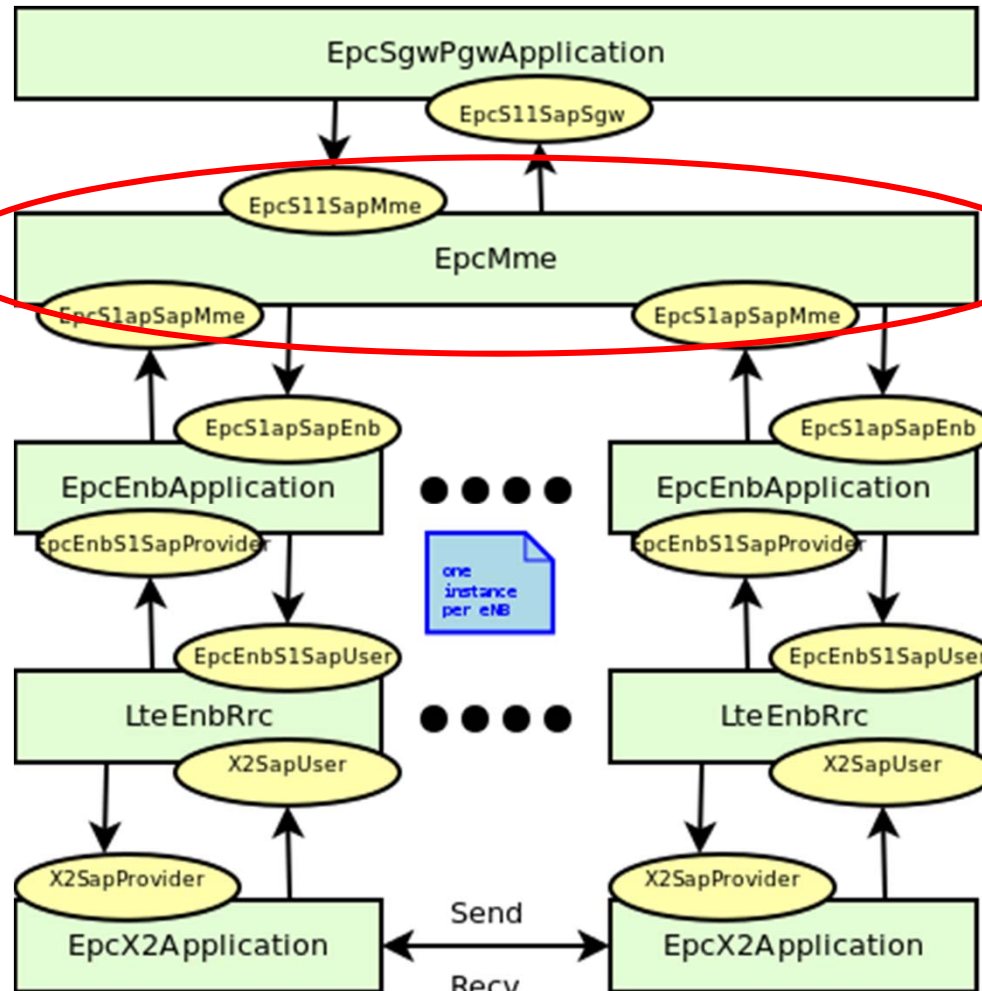 EpcSgwPgwApplication
EpcS11SapSgw
EpcS11SapMme
EpcMme
EpcS1apSapMme
EpcS1apSapMme
EpcS1apSapEnb
EpcS1apSapEnb
EpcEnbApplication
EpcEnbApplication
EpcEnbS1SapProvider
EpcEnbS1SapProvider
one
instance
per eNB
EpcEnbS1SapUser
EpcEnbS1SapUser
LteEnbRrc
LteEnbRrc
X2SapUser
X2SapUser
X2SapProvider
X2SapProvider
Send
EpcX2Application
EpcX2Application
Recv